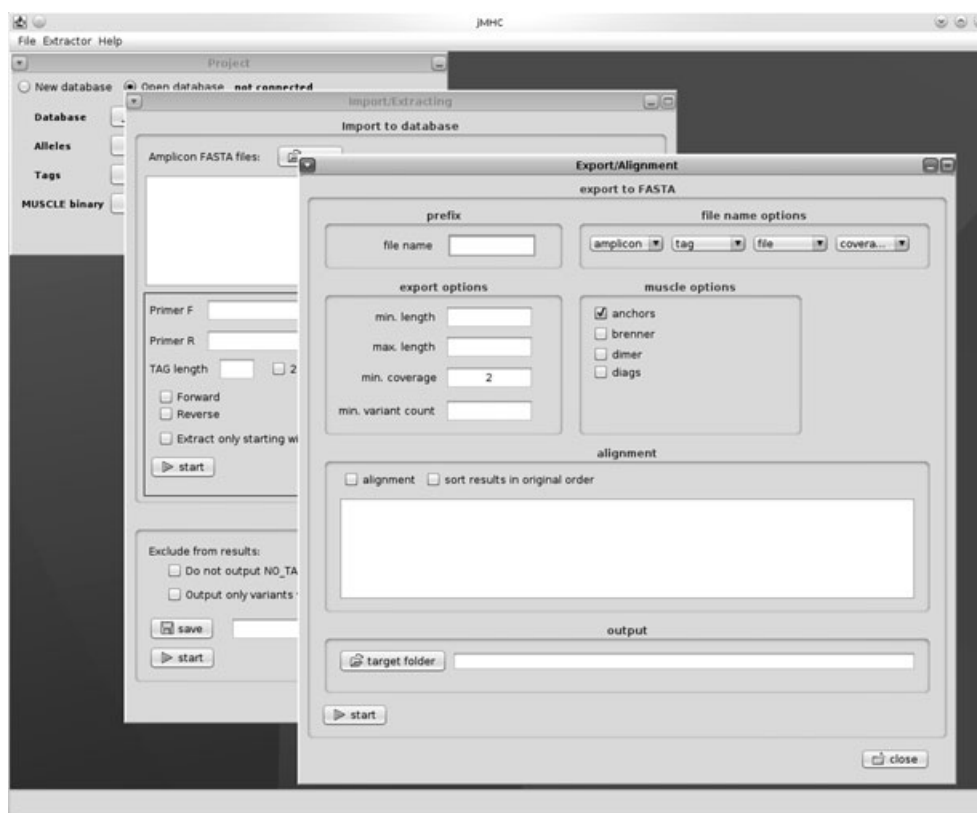 jMHC
File Extractor Help
Project
New database Open database not connected
Database
Alleles
Tags
MUSCLE binary
Import/Extracting
Import to database
Amplicon FASTA files:
Primer F
Primer R
TAG length 2
Forward
Reverse
Extract only starting wi
start
Exclude from results:
Do not output NO_TA
Output only variants
save
start
Export/Alignment
export to FASTA
prefix
file name
file name options
amplicon tag file covera...
export options
min. length
max. length
min. coverage 2
min. variant count
muscle options
anchors
brenner
dimer
diags
alignment
alignment sort results in original order
output
target folder
start
close